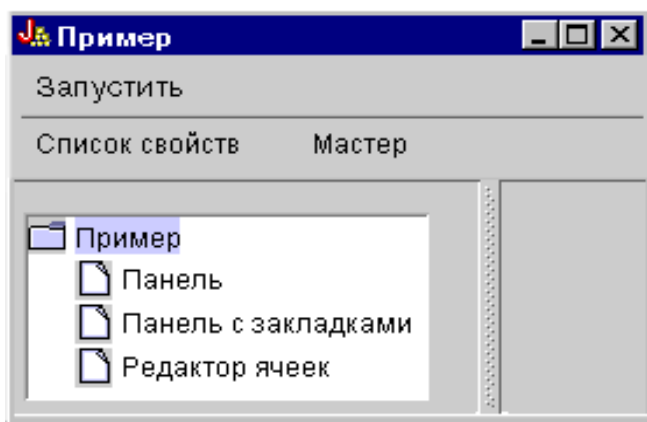 Пример
Запустить
Список свойств Мастер
Пример
Панель
Панель с закладками
Редактор ячеек